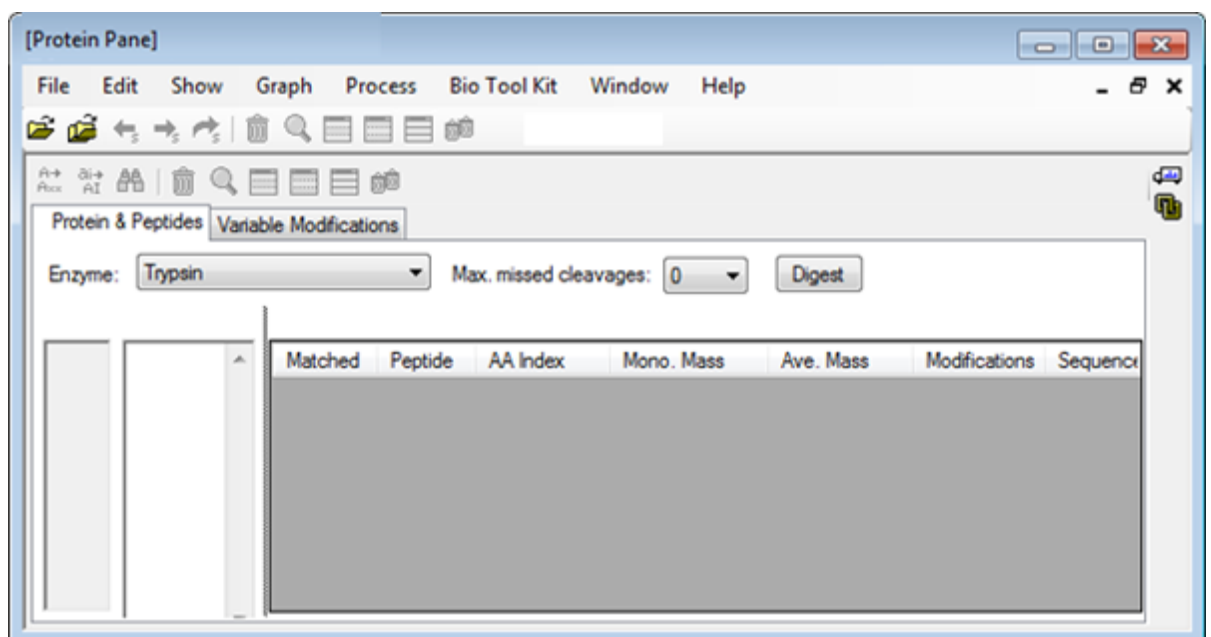 [Protein Pane]
File Edit Show Graph Process Bio Tool Kit Window Help
Protein & Peptides Variable Modifications
Enzyme: Trypsin Max. missed cleavages: 0 Digest
Matched Peptide AA Index Mono. Mass Ave. Mass Modifications Sequence